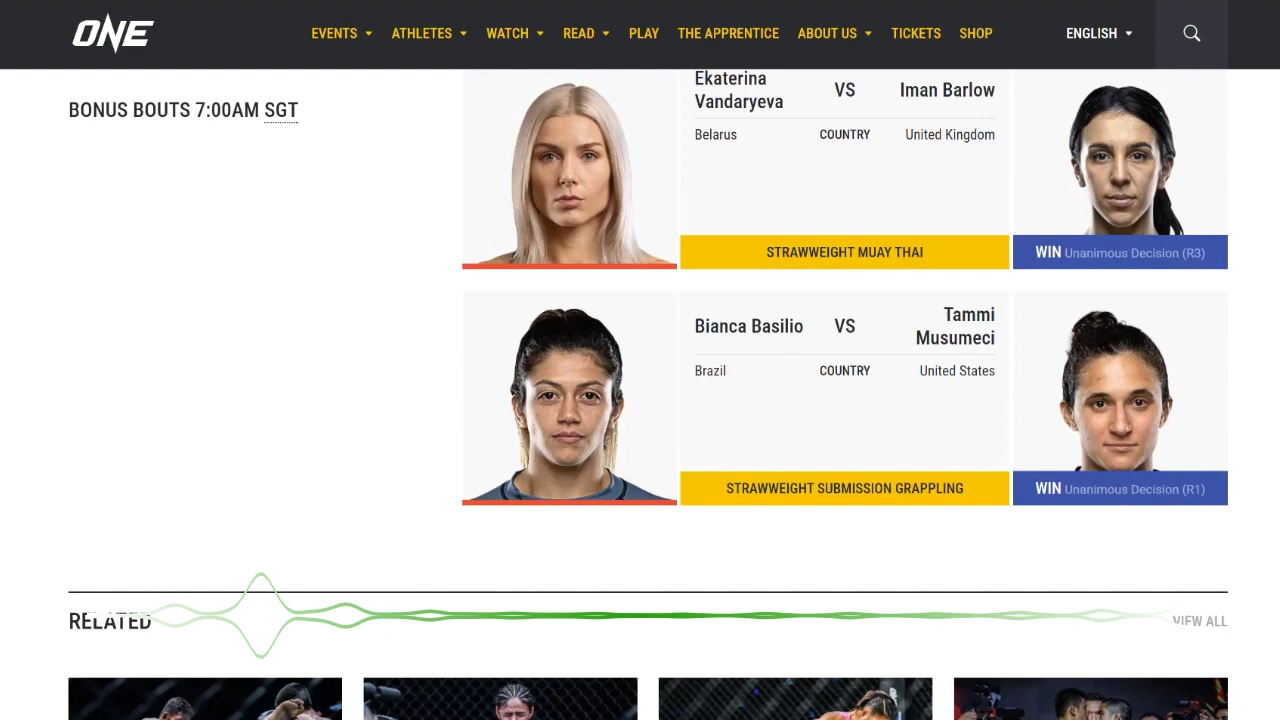 ONE
EVENTS
ATHLETES
WATCH
READ
PLAY
THE APPRENTICE
ABOUT US
TICKETS
SHOP
ENGLISH
BONUS BOUTS 7:00AM SGT
Ekaterina
Vandaryeva
VS
Iman Barlow
Belarus
COUNTRY
United Kingdom
STRAWWEIGHT MUAY THAI
WIN Unanimous Decision (R3)
Bianca Basilio
VS
Tammi
Musumeci
Brazil
COUNTRY
United States
STRAWWEIGHT SUBMISSION GRAPPLING
WIN Unanimous Decision (R1)
RELATED
VIEW ALL